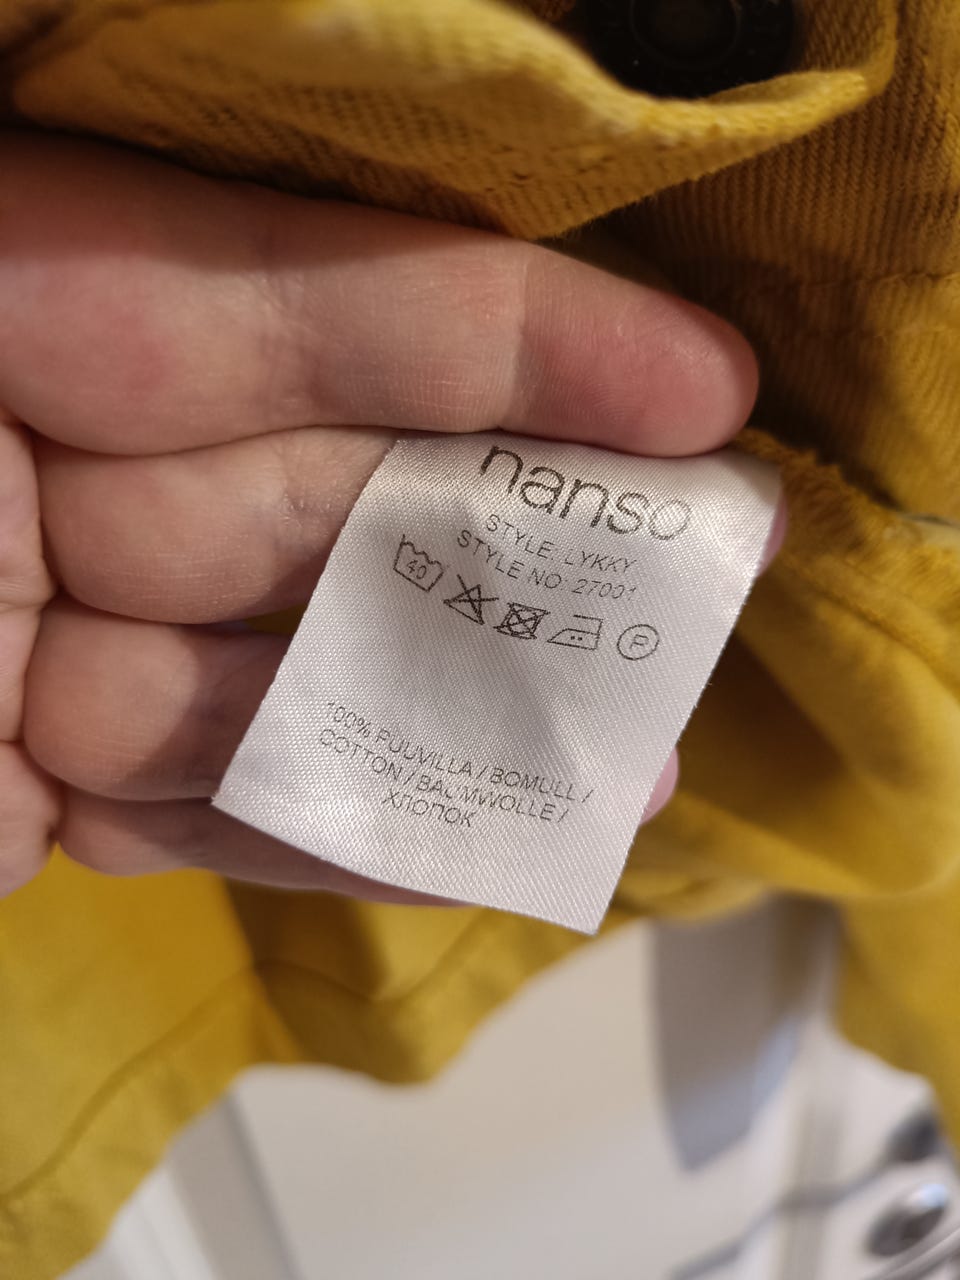 nanso
STYLE: LYKKY
STYLE NO: 27001
40 P
100% PUUVILLA / BOMULL /
COTTON / BAUMWOLLE /
ХЛОПОК